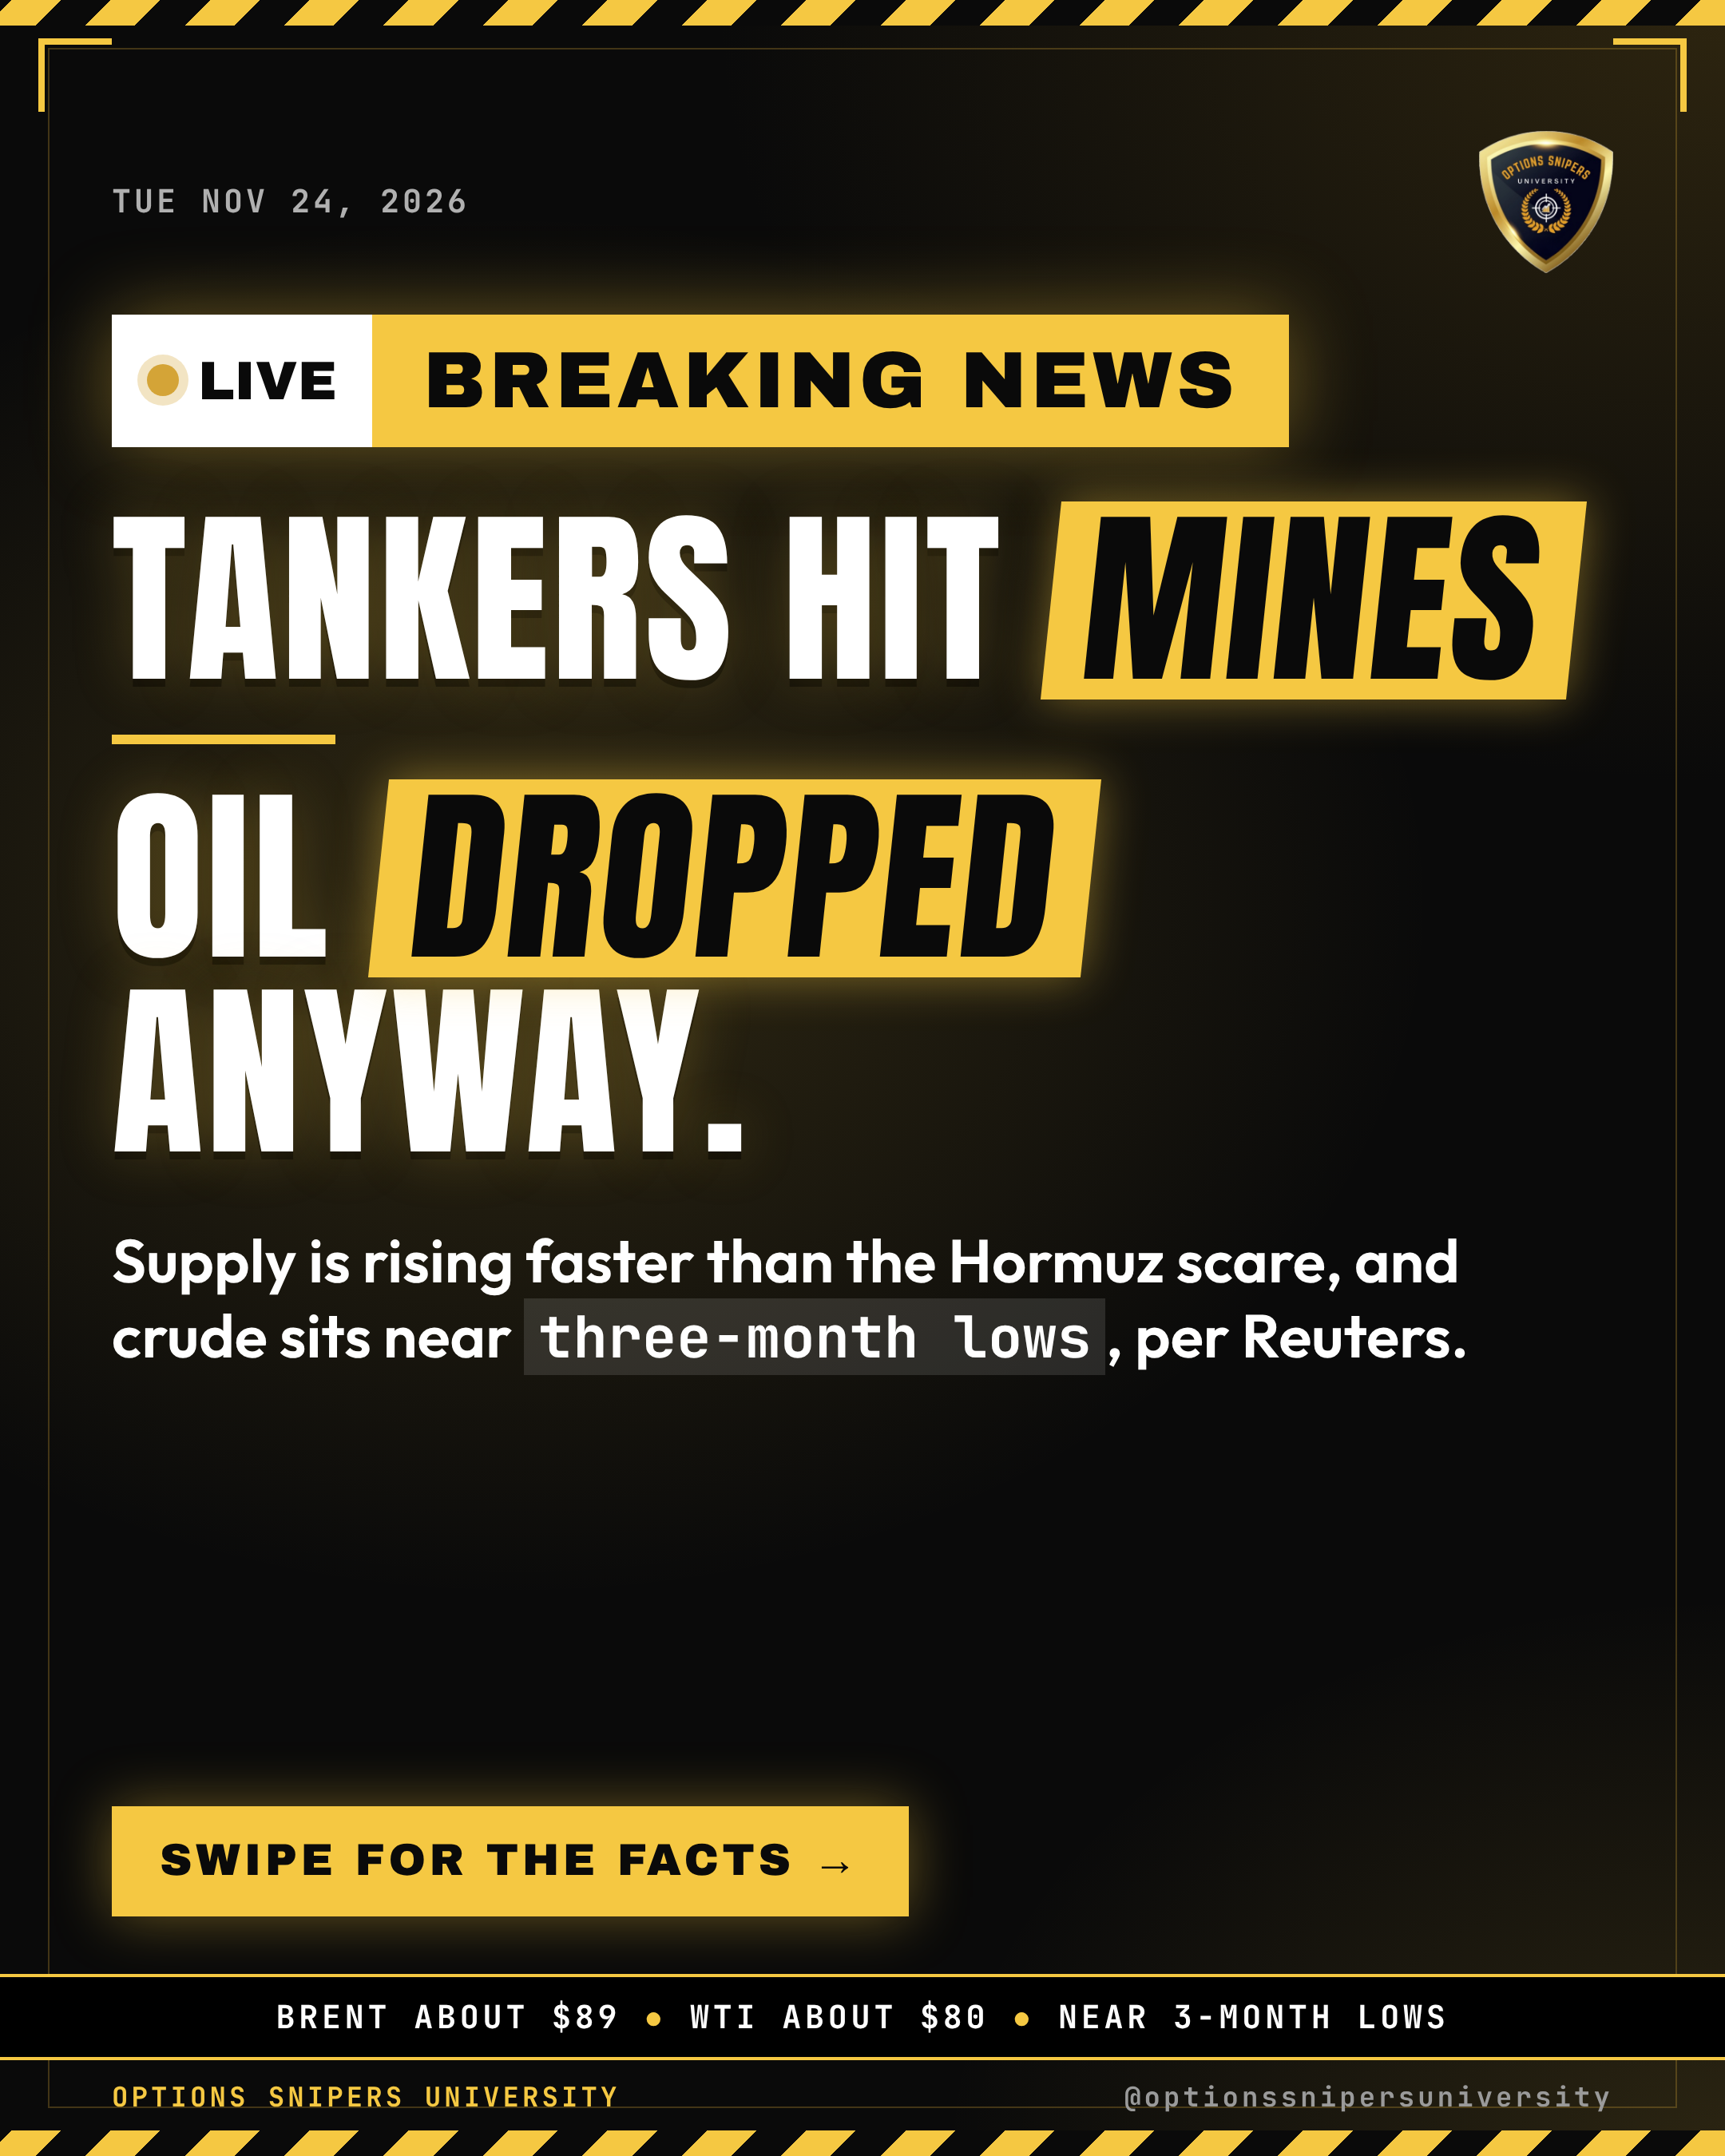 TUE NOV 24, 2026
OPTIONS SNIPERS
UNIVERSITY
LIVE
BREAKING NEWS
TANKERS HIT MINES
OIL DROPPED
ANYWAY.
Supply is rising faster than the Hormuz scare, and
crude sits near three-month lows, per Reuters.
SWIPE FOR THE FACTS →
BRENT ABOUT $89 • WTI ABOUT $80 • NEAR 3-MONTH LOWS
OPTIONS SNIPERS UNIVERSITY
@optionssnipersuniversity